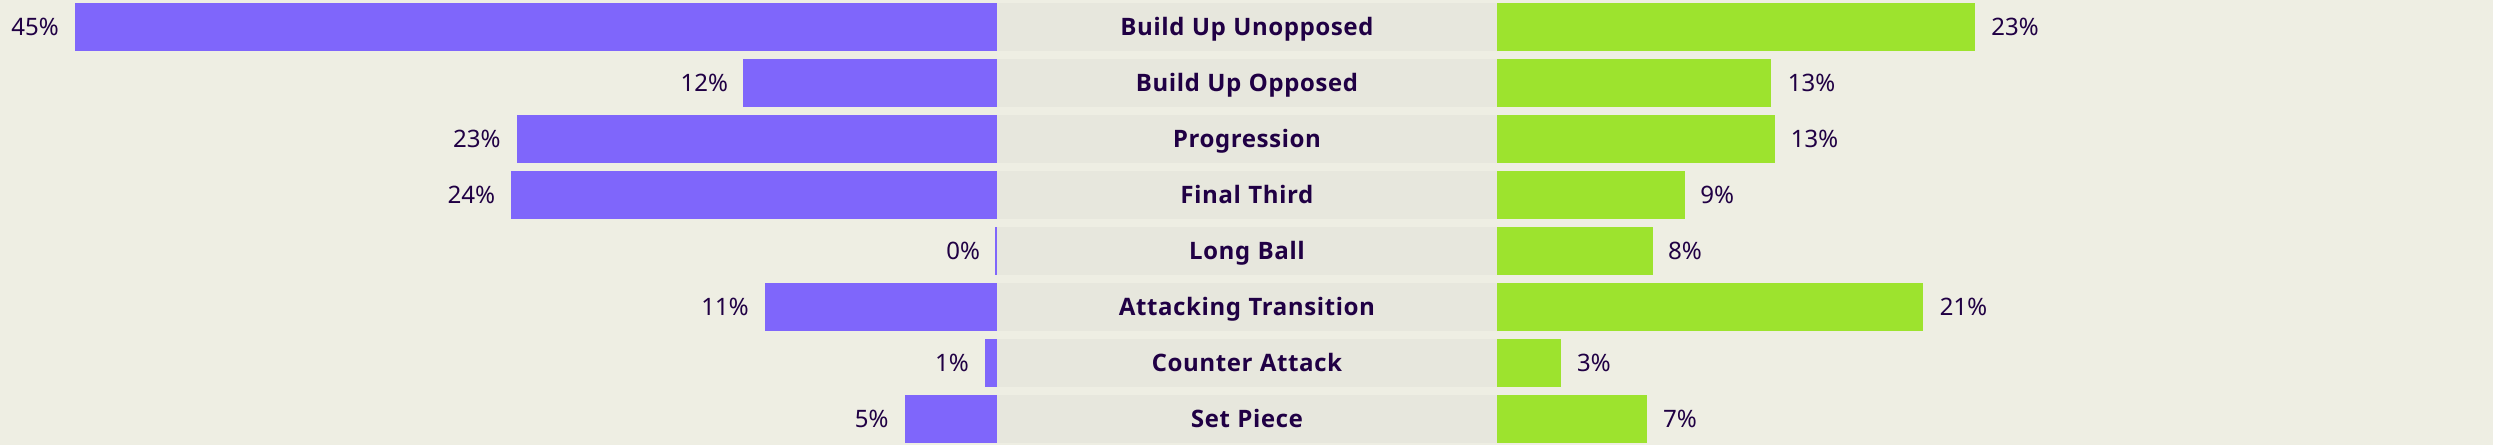 45% Build Up Unopposed 23%
12% Build Up Opposed 13%
23% Progression 13%
24% Final Third 9%
0% Long Ball 8%
11% Attacking Transition 21%
1% Counter Attack 3%
5% Set Piece 7%